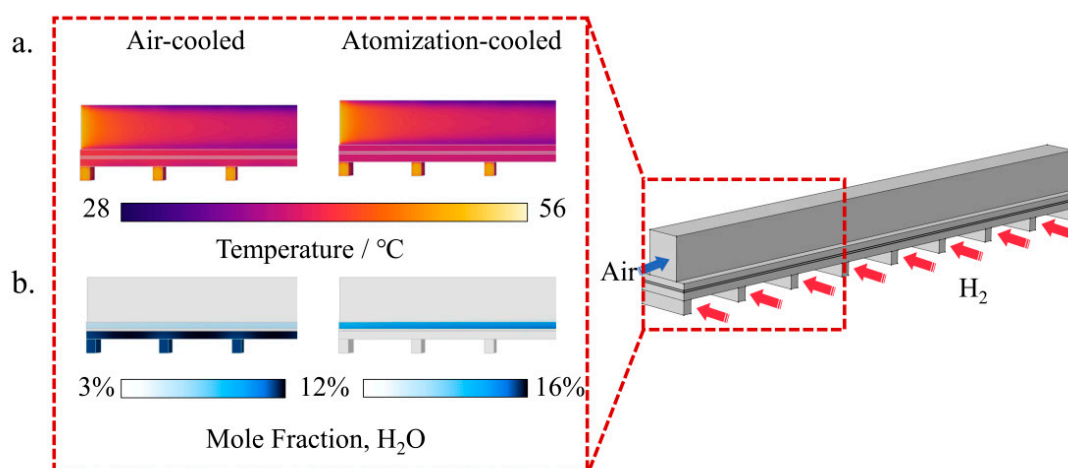 a.
Air-cooled
Atomization-cooled
28
56
Temperature / °C
b.
3%
12%
16%
Mole Fraction, H₂O
Air
H₂